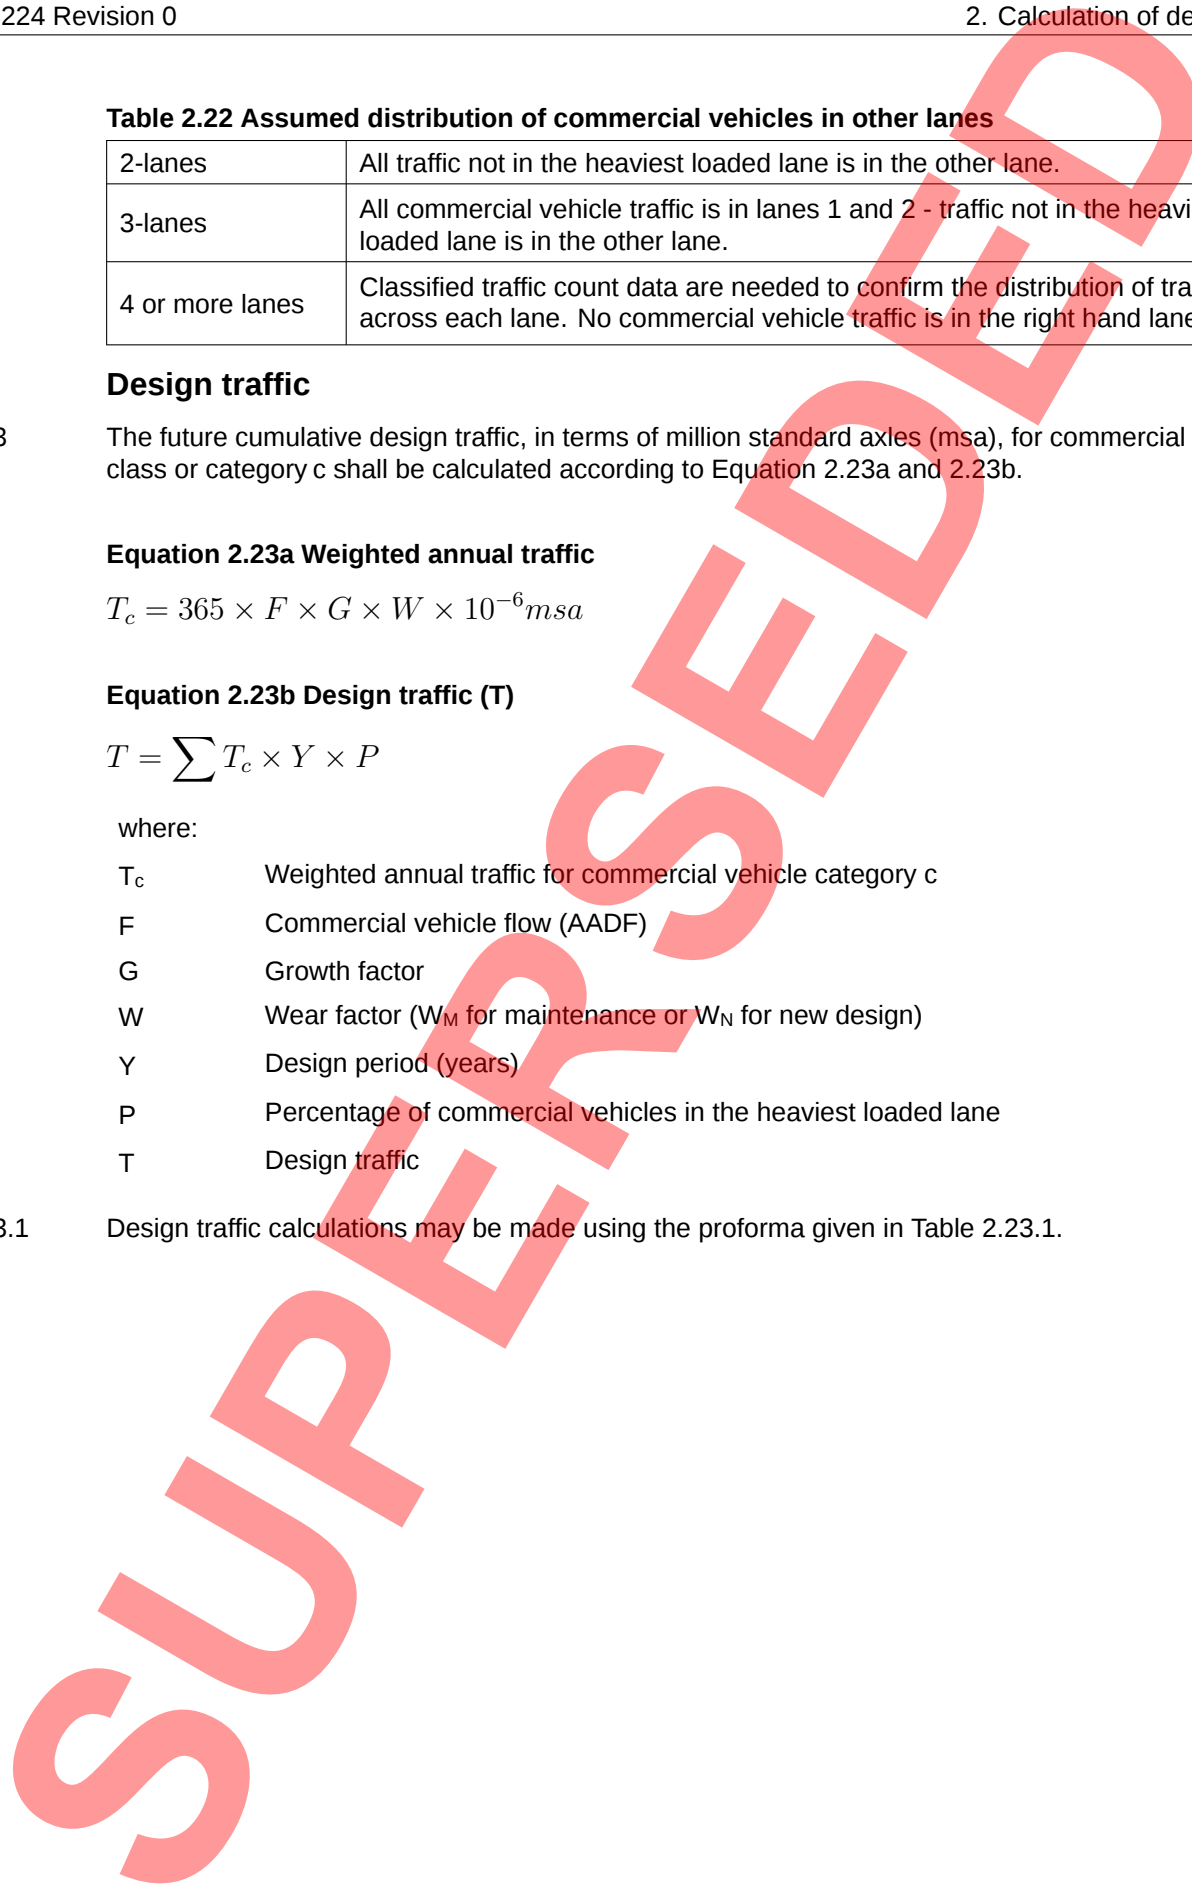 224 Revision 0
2. Calculation of de
Table 2.22 Assumed distribution of commercial vehicles in other lanes
2-lanes All traffic not in the heaviest loaded lane is in the other lane.
3-lanes All commercial vehicle traffic is in lanes 1 and 2 - traffic not in the heavi
loaded lane is in the other lane.
4 or more lanes Classified traffic count data are needed to confirm the distribution of tra
across each lane. No commercial vehicle traffic is in the right hand lane
Design traffic
3 The future cumulative design traffic, in terms of million standard axles (msa), for commercial
class or category c shall be calculated according to Equation 2.23a and 2.23b.
Equation 2.23a Weighted annual traffic
T_c = 365 × F × G × W × 10^{-6} msa
Equation 2.23b Design traffic (T)
T = ∑ T_c × Y × P
where:
Tc Weighted annual traffic for commercial vehicle category c
F Commercial vehicle flow (AADF)
G Growth factor
W Wear factor (WM for maintenance or WN for new design)
Y Design period (years)
P Percentage of commercial vehicles in the heaviest loaded lane
T Design traffic
3.1 Design traffic calculations may be made using the proforma given in Table 2.23.1.
SUPERSEDED